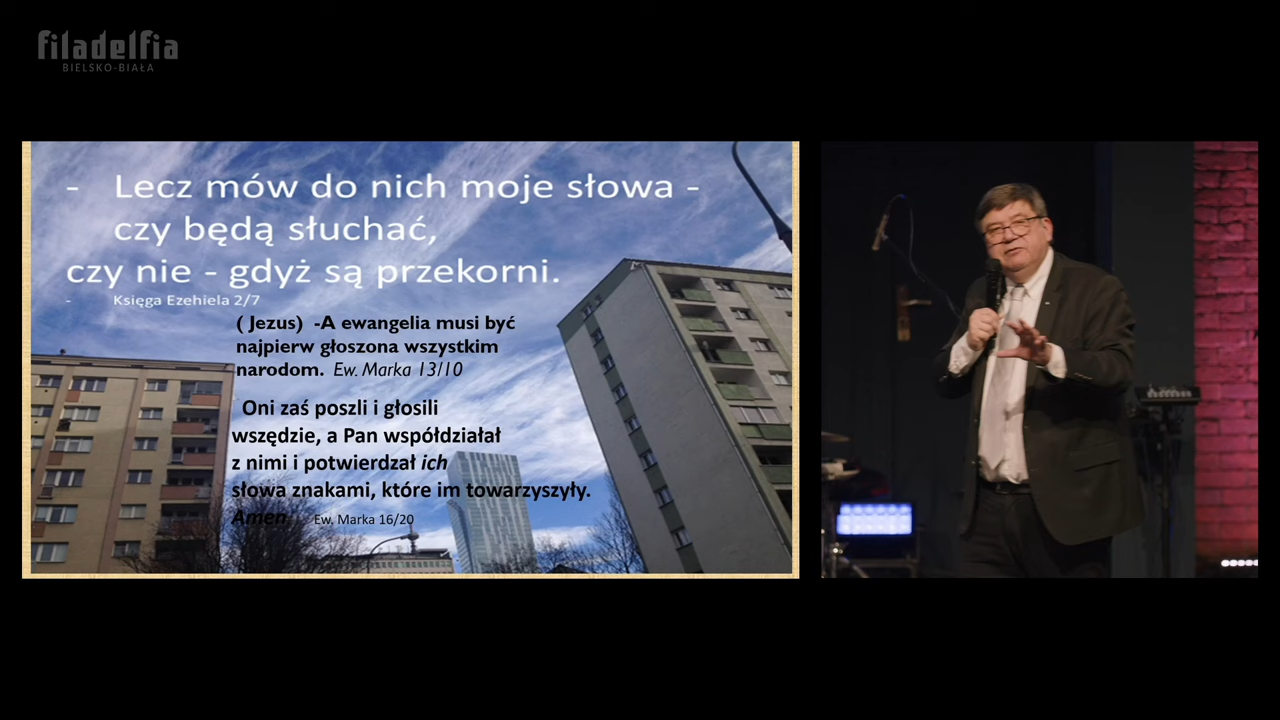 filadelfia
BIELSKO-BIAŁA
- Lecz mów do nich moje słowa -
czy będą słuchać,
czy nie - gdyż są przekorni.
- Księga Ezehiela 2/7
( Jezus) -A ewangelia musi być
najpierw głoszona wszystkim
narodom. Ew. Marka 13/10
Oni zaś poszli i głosili
wszędzie, a Pan współdziałał
z nimi i potwierdzał ich
słowa znakami, które im towarzyszyły.
Amen Ew. Marka 16/20